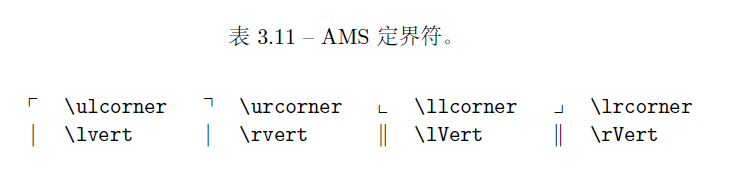 表 3.11 – AMS 定界符。
⌜ \ulcorner ⌝ \urcorner ⌞ \llcorner ⌟ \lrcorner
| \lvert | \rvert ‖ \lVert ‖ \rVert